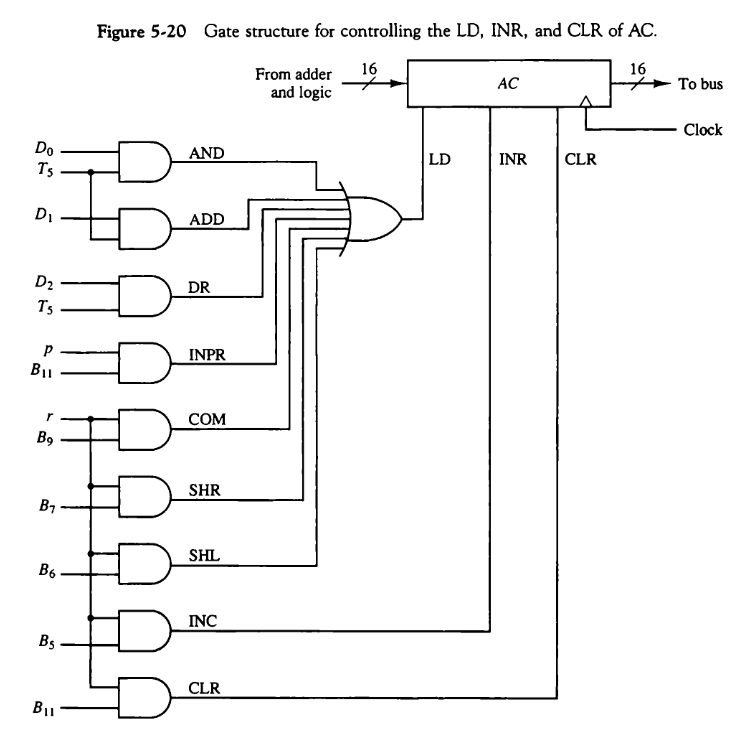 Figure 5-20 Gate structure for controlling the LD, INR, and CLR of AC.
From adder
and logic
16
AC
16
To bus
Clock
LD
INR
CLR
D0
T5
AND
D1
ADD
D2
T5
DR
p
B11
INPR
r
B9
COM
B7
SHR
B6
SHL
B5
INC
B11
CLR